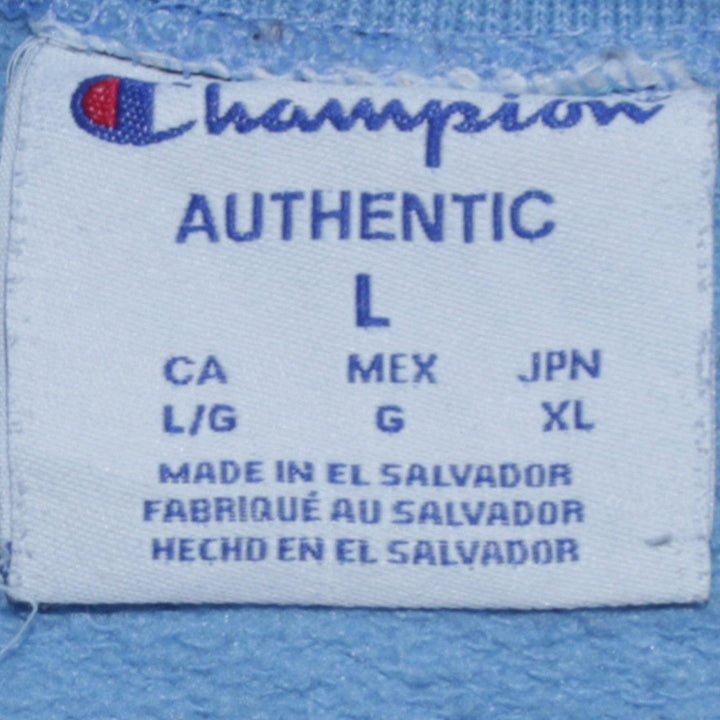 Champion
AUTHENTIC
L
CA MEX JPN
L/G G XL
MADE IN EL SALVADOR
FABRIQUÉ AU SALVADOR
HECHO EN EL SALVADOR